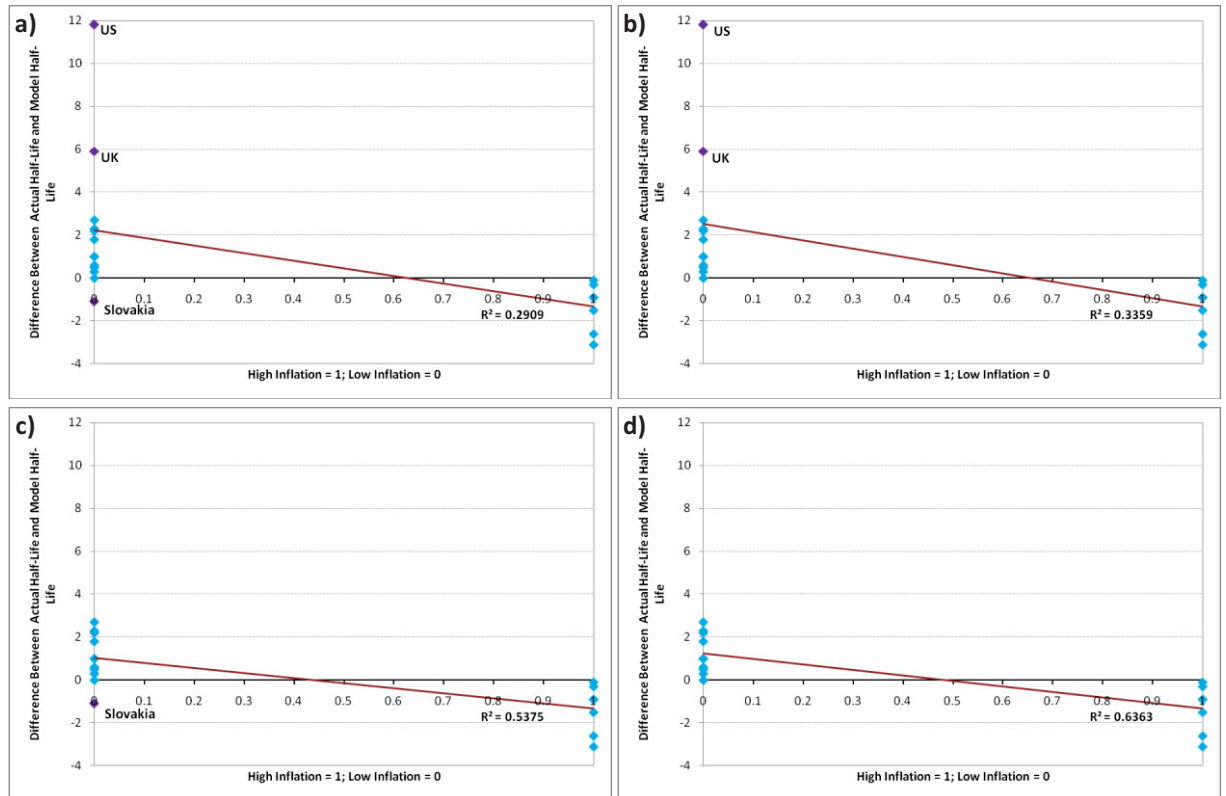 a)
12
10
8
6
4
2
0
-2
-4
US
UK
Slovakia
0 0.1 0.2 0.3 0.4 0.5 0.6 0.7 0.8 0.9 1
R² = 0.2909
Difference Between Actual Half-Life and Model Half-
Life
High Inflation = 1; Low Inflation = 0
b)
12
10
8
6
4
2
0
-2
-4
US
UK
0 0.1 0.2 0.3 0.4 0.5 0.6 0.7 0.8 0.9 1
R² = 0.3359
Difference Between Actual Half-Life and Model Half-
Life
High Inflation = 1; Low Inflation = 0
c)
12
10
8
6
4
2
0
-2
-4
Slovakia
0 0.1 0.2 0.3 0.4 0.5 0.6 0.7 0.8 0.9 1
R² = 0.5375
Difference Between Actual Half-Life and Model Half-
Life
High Inflation = 1; Low Inflation = 0
d)
12
10
8
6
4
2
0
-2
-4
0 0.1 0.2 0.3 0.4 0.5 0.6 0.7 0.8 0.9 1
R² = 0.6363
Difference Between Actual Half-Life and Model Half-
Life
High Inflation = 1; Low Inflation = 0